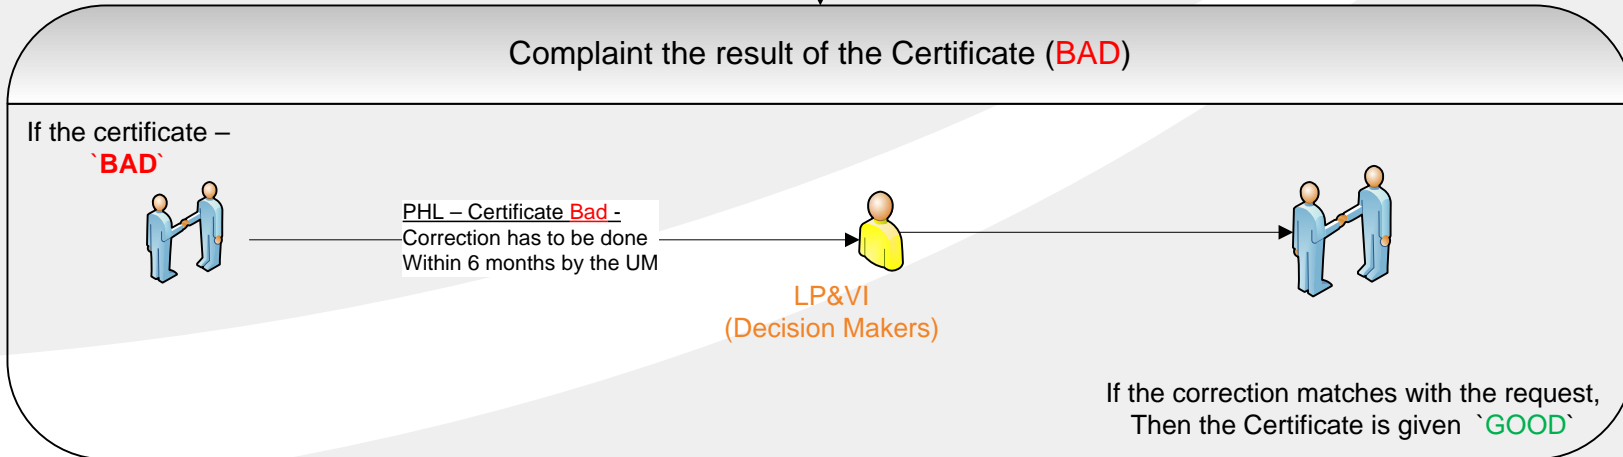 Complaint the result of the Certificate (BAD)
If the certificate –
`BAD`
PHL – Certificate Bad -
Correction has to be done
Within 6 months by the UM
LP&VI
(Decision Makers)
If the correction matches with the request,
Then the Certificate is given `GOOD`